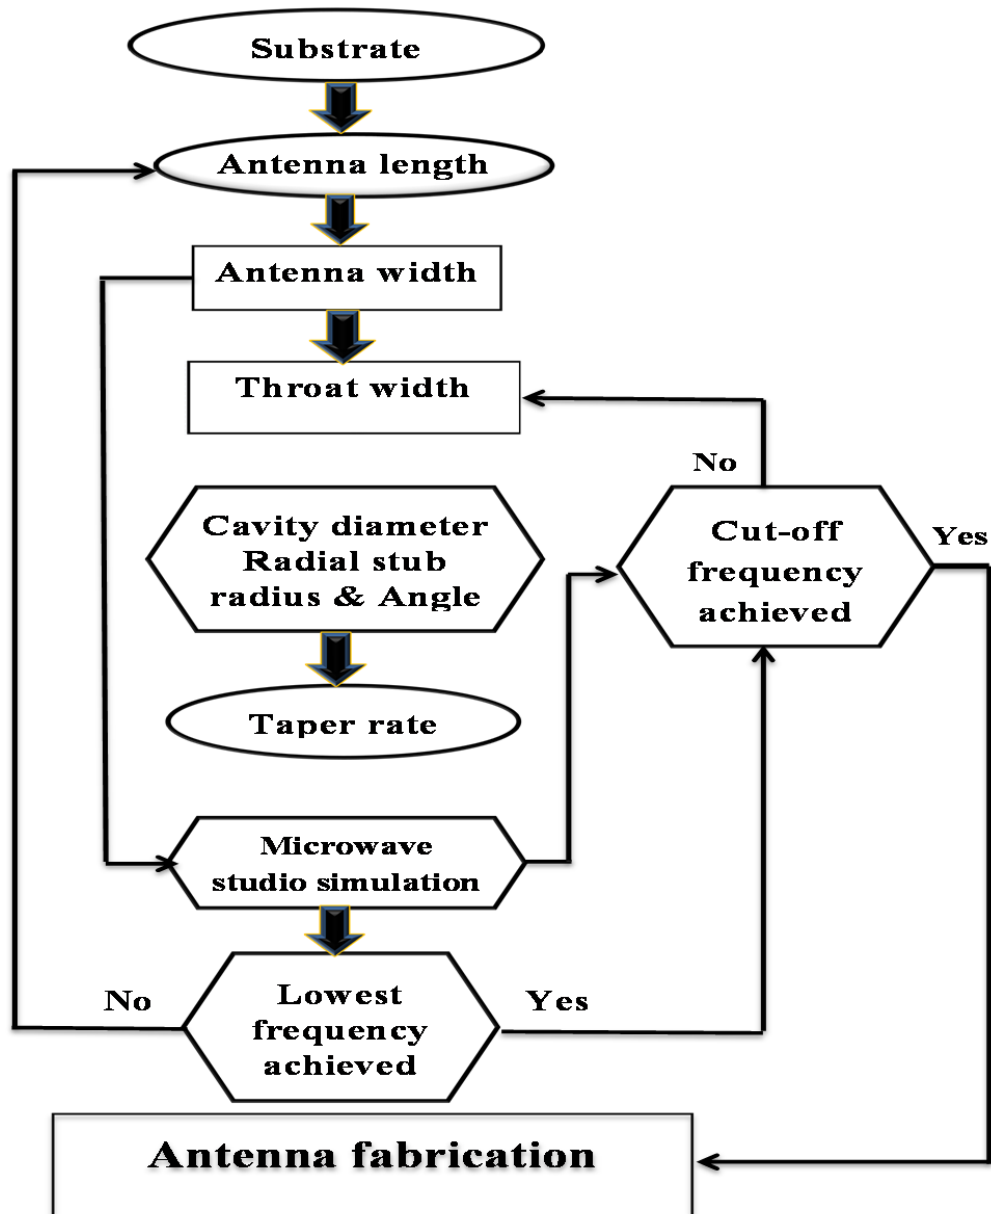 Substrate
Antenna length
Antenna width
Throat width
No
Cavity diameter
Radial stub
radius & Angle
Cut-off
frequency
achieved
Yes
Taper rate
Microwave
studio simulation
No
Lowest
frequency
achieved
Yes
Antenna fabrication